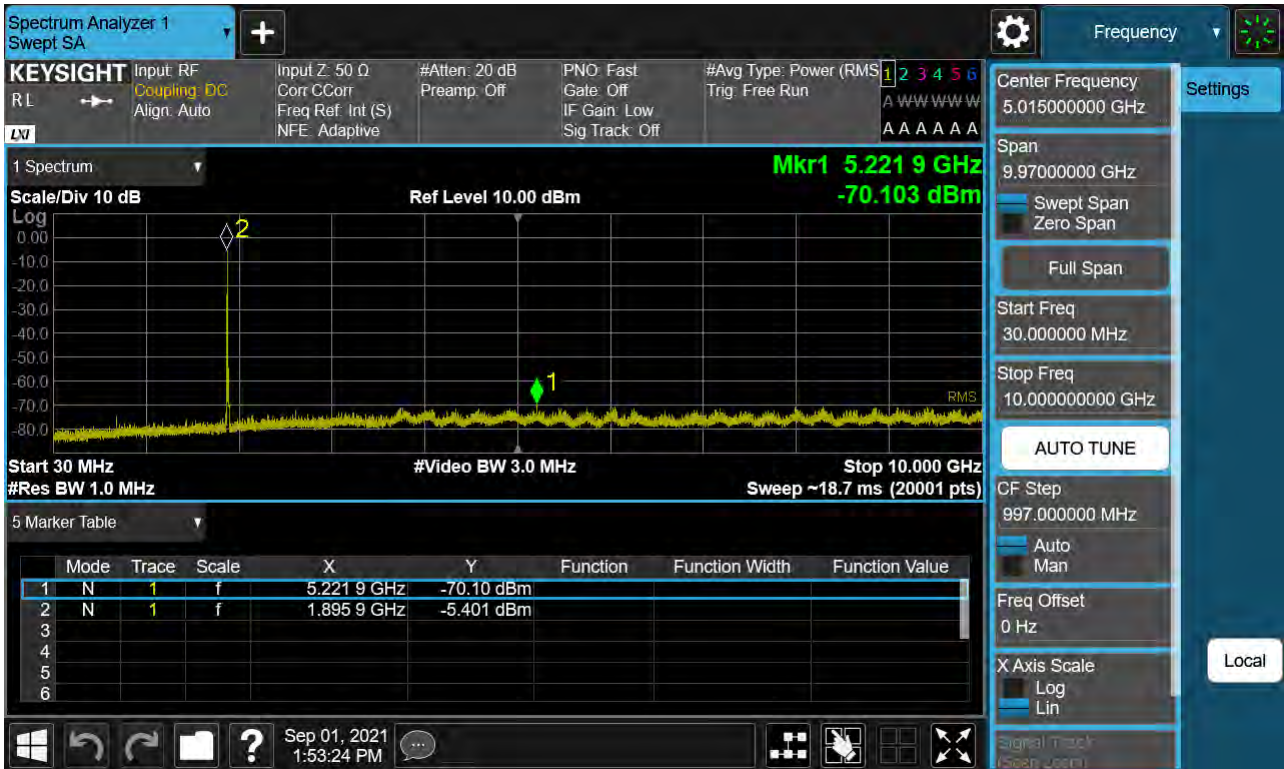 Spectrum Analyzer 1
Swept SA
Frequency
KEYSIGHT
RL
LXI
Input: RF
Coupling: DC
Align: Auto
Input Z: 50 Ω
Corr CCorr
Freq Ref: Int (S)
NFE: Adaptive
#Atten: 20 dB
Preamp: Off
PNO: Fast
Gate: Off
IF Gain: Low
Sig Track: Off
#Avg Type: Power (RMS
Trig: Free Run
1 2 3 4 5 6
A W W W W W
A A A A A A
1 Spectrum
Scale/Div 10 dB
Ref Level 10.00 dBm
Mkr1 5.221 9 GHz
-70.103 dBm
Log
0.00
-10.0
-20.0
-30.0
-40.0
-50.0
-60.0
-70.0
-80.0
2
1
RMS
Start 30 MHz
#Video BW 3.0 MHz
Stop 10.000 GHz
#Res BW 1.0 MHz
Sweep ~18.7 ms (20001 pts)
5 Marker Table
Mode Trace Scale X Y Function Function Width Function Value
1 N 1 f 5.221 9 GHz -70.10 dBm
2 N 1 f 1.895 9 GHz -5.401 dBm
3
4
5
6
Sep 01, 2021
1:53:24 PM
Center Frequency
5.015000000 GHz
Span
9.97000000 GHz
Swept Span
Zero Span
Full Span
Start Freq
30.000000 MHz
Stop Freq
10.000000000 GHz
AUTO TUNE
CF Step
997.000000 MHz
Auto
Man
Freq Offset
0 Hz
X Axis Scale
Log
Lin
Signal Track
(Span Zoom)
Settings
Local